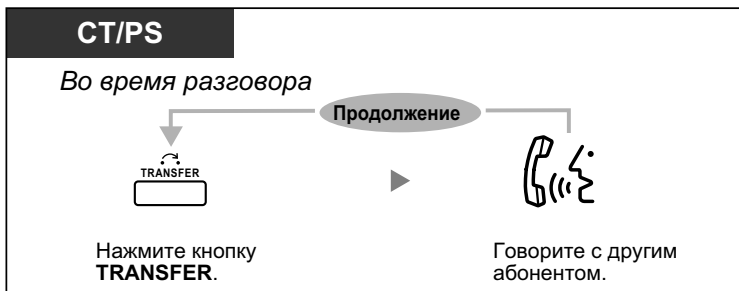 CT/PS
Во время разговора
Продолжение
TRANSFER
Нажмите кнопку
TRANSFER.
Говорите с другим
абонентом.